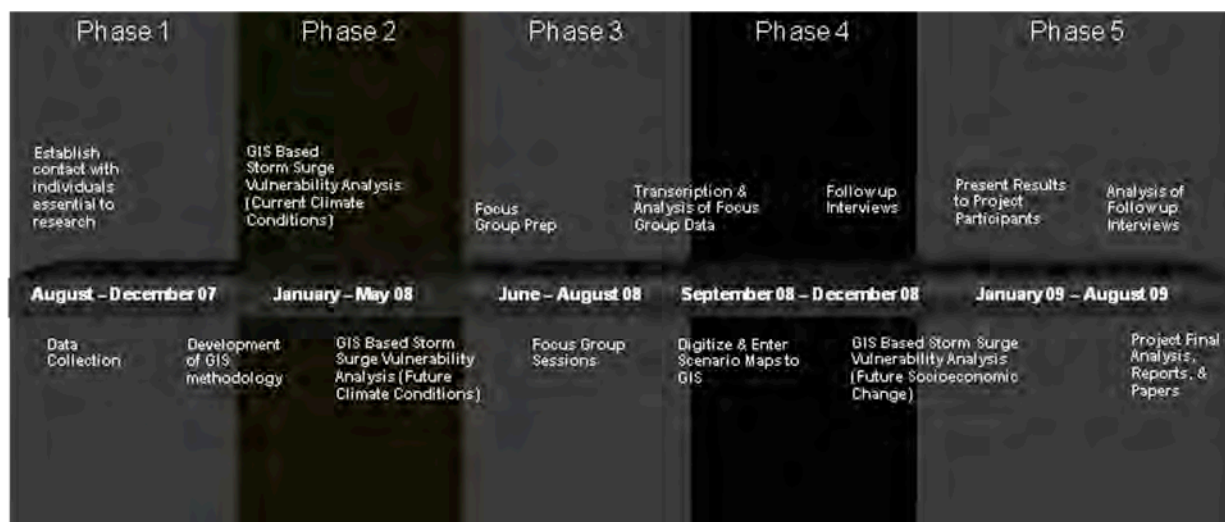 Phase 1
Phase 2
Phase 3
Phase 4
Phase 5
Establish
contact with
individuals
essential to
research
GIS Based
Storm Surge
Vulnerability Analysis
(Current Climate
Conditions)
Focus
Group Prep
Transcription &
Analysis of Focus
Group Data
Follow up
Interviews
Present Results
to Project
Participants
Analysis of
Follow up
Interviews
August – December 07
January – May 08
June – August 08
September 08 – December 08
January 09 – August 09
Data
Collection
Development
of GIS
methodology
GIS Based Storm
Surge Vulnerability
Analysis (Future
Climate Conditions)
Focus Group
Sessions
Digitize & Enter
Scenario Maps to
GIS
GIS Based Storm Surge
Vulnerability Analysis
(Future Socioeconomic
Change)
Project Final
Analysis,
Reports, &
Papers